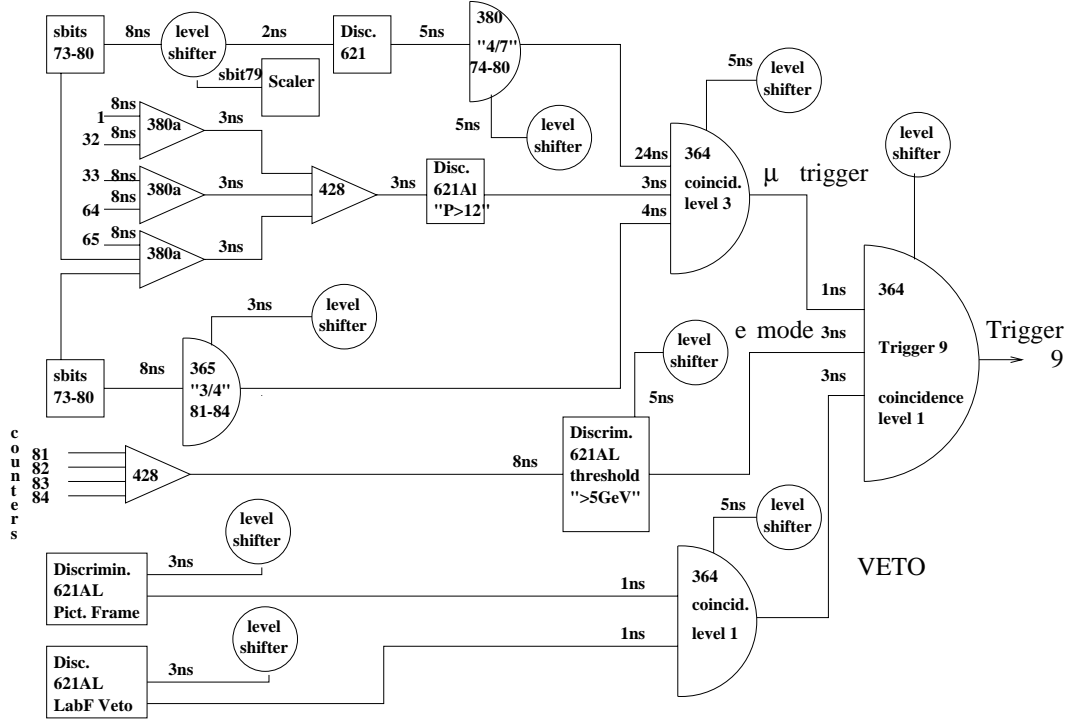 sbits
73-80
8ns
level
shifter
2ns
Disc.
621
5ns
380
"4/7"
74-80
sbit79
Scaler
5ns
level
shifter
5ns
level
shifter
level
shifter
8ns
1
8ns
32
380a
3ns
33
8ns
8ns
64
380a
3ns
65
8ns
380a
3ns
428
3ns
Disc.
621Al
"P>12"
24ns
3ns
4ns
364
coincid.
level 3
μ trigger
3ns
level
shifter
sbits
73-80
8ns
365
"3/4"
81-84
level
shifter
5ns
e mode
1ns
3ns
3ns
364
Trigger 9
coincidence
level 1
Trigger
9
counters
81
82
83
84
428
8ns
Discrim.
621AL
threshold
">5GeV"
level
shifter
3ns
Discrimin.
621AL
Pict. Frame
1ns
level
shifter
3ns
Disc.
621AL
LabF Veto
1ns
5ns
level
shifter
364
coincid.
level 1
VETO